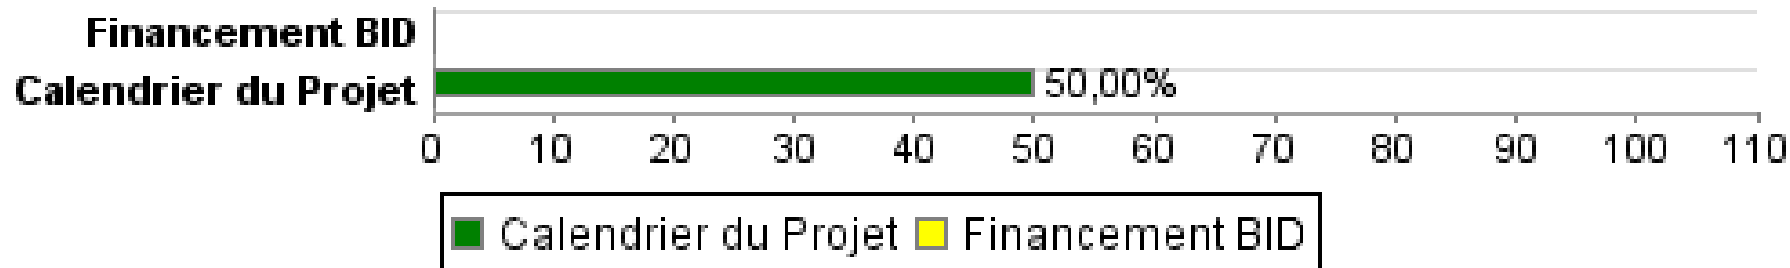 Financement BID
Calendrier du Projet 50,00%
0 10 20 30 40 50 60 70 80 90 100 110
Calendrier du Projet Financement BID